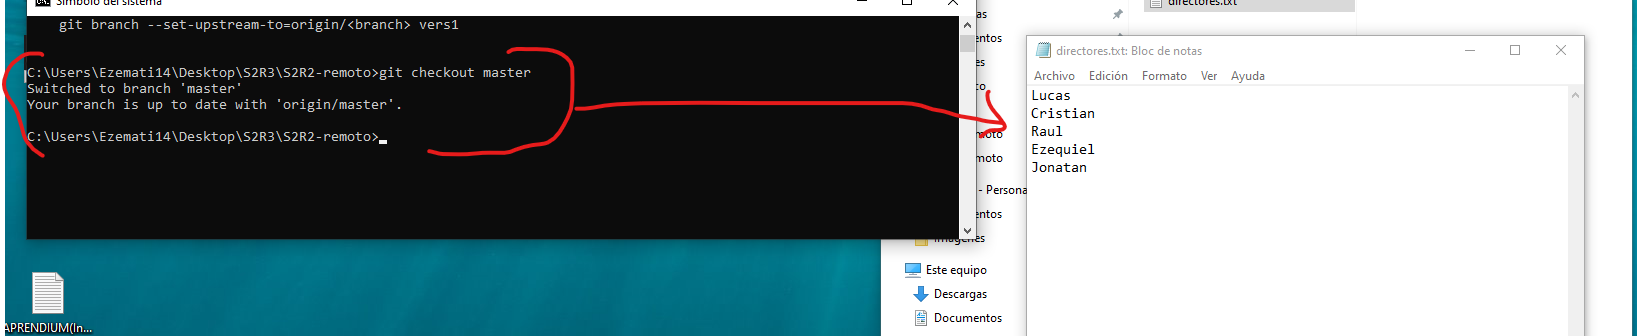 Símbolo del sistema
git branch --set-upstream-to=origin/<branch> vers1
C:\Users\Ezemati14\Desktop\S2R3\S2R2-remoto>git checkout master
Switched to branch 'master'
Your branch is up to date with 'origin/master'.
C:\Users\Ezemati14\Desktop\S2R3\S2R2-remoto>
directores.txt
as
entos
co
moto
moto
- Persona
entos
Imágenes
Este equipo
Descargas
Documentos
directores.txt: Bloc de notas
Archivo Edición Formato Ver Ayuda
Lucas
Cristian
Raul
Ezequiel
Jonatan
APRENDIUM(In...